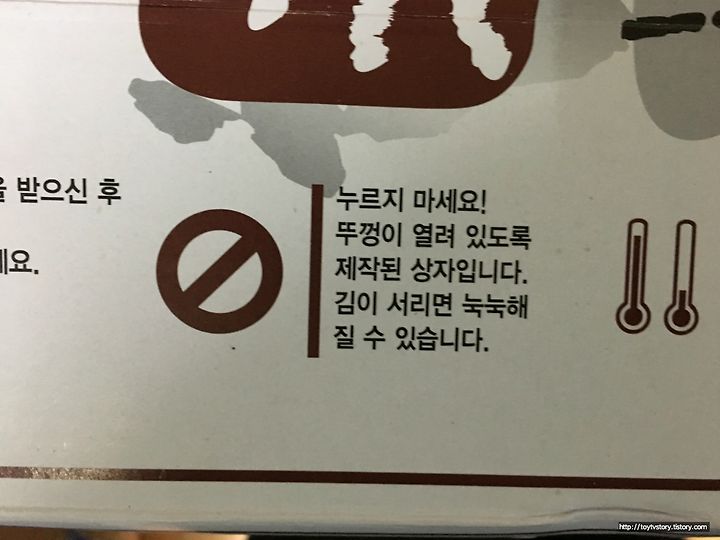 받으신 후
요.
누르지 마세요!
뚜껑이 열려 있도록
제작된 상자입니다.
김이 서리면 눅눅해
질 수 있습니다.
http://toytvstory.tistory.com